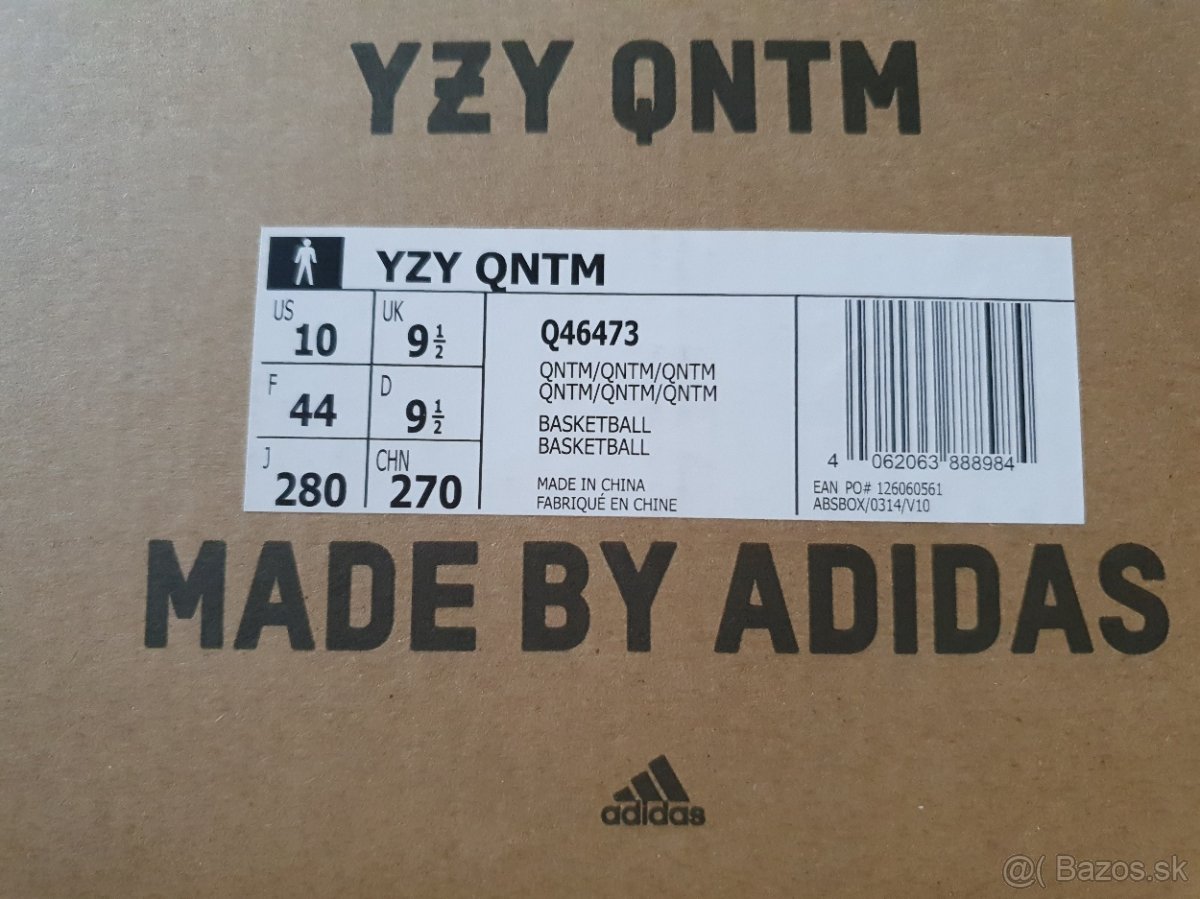 YZY QNTM
YZY QNTM
US 10 UK 9 1/2
F 44 D 9 1/2
J 280 CHN 270
Q46473
QNTM/QNTM/QNTM
QNTM/QNTM/QNTM
BASKETBALL
BASKETBALL
MADE IN CHINA
FABRIQUÉ EN CHINE
4 062063 888984
EAN PO# 126060561
ABSBOX/0314/V10
MADE BY ADIDAS
adidas
@( Bazos.sk